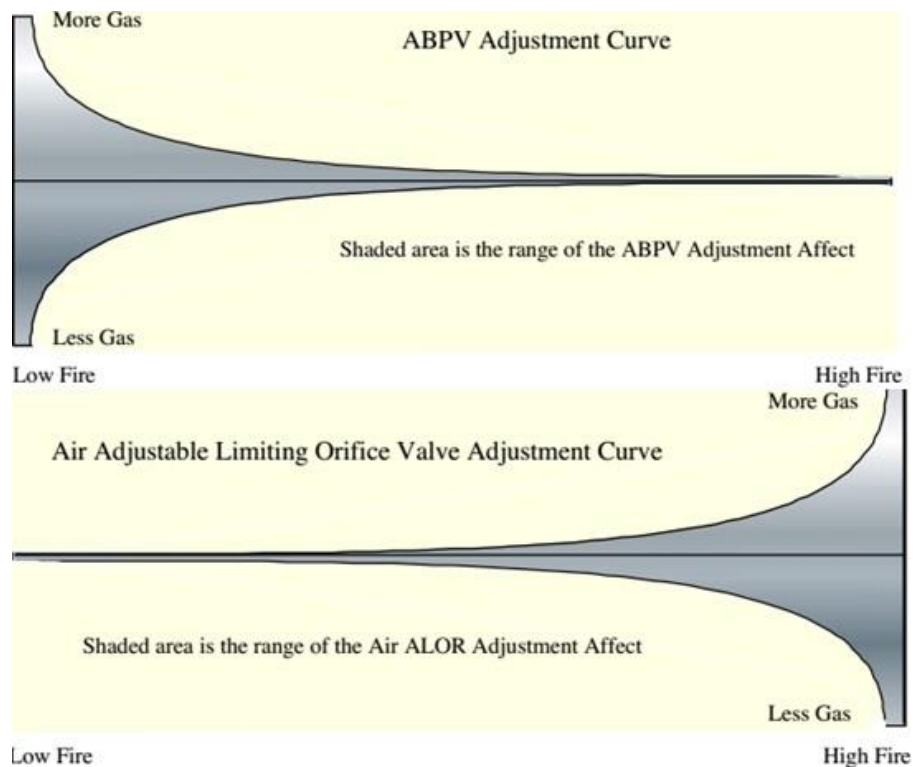 More Gas
ABPV Adjustment Curve
Shaded area is the range of the ABPV Adjustment Affect
Less Gas
Low Fire
High Fire
More Gas
Air Adjustable Limiting Orifice Valve Adjustment Curve
Shaded area is the range of the Air ALOR Adjustment Affect
Less Gas
Low Fire
High Fire